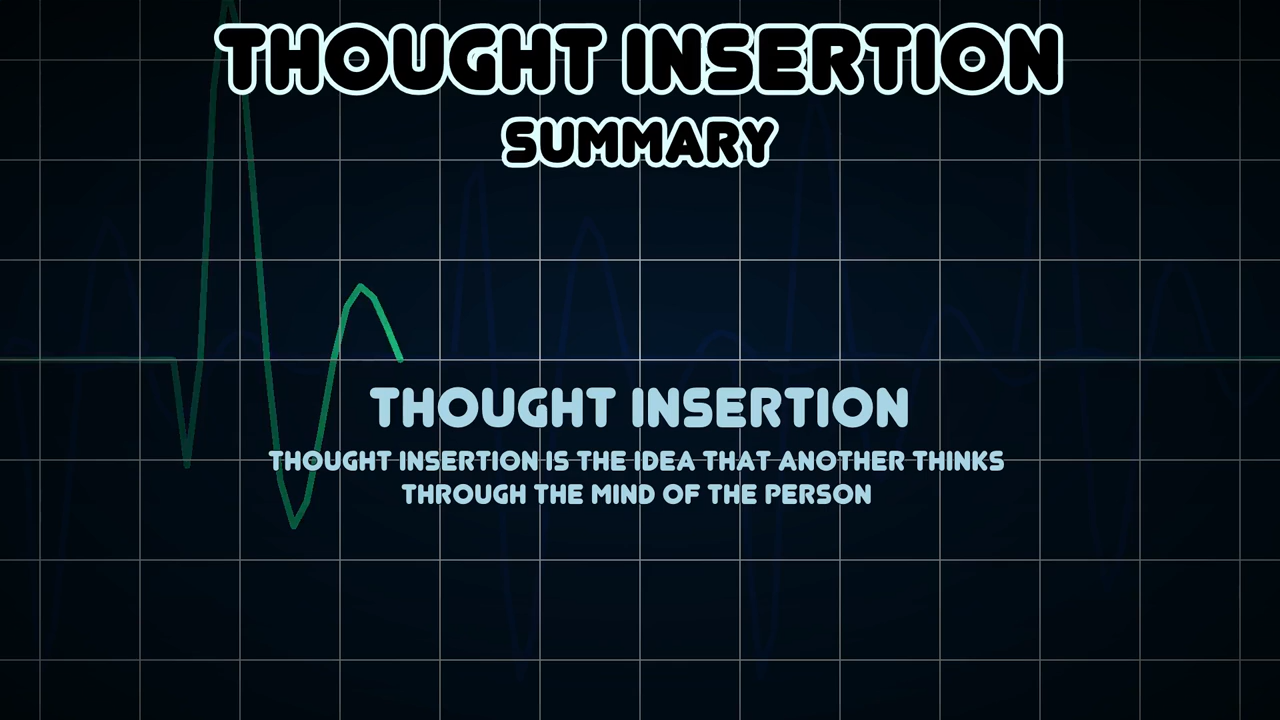 THOUGHT INSERTION
SUMMARY
THOUGHT INSERTION
THOUGHT INSERTION IS THE IDEA THAT ANOTHER THINKS
THROUGH THE MIND OF THE PERSON